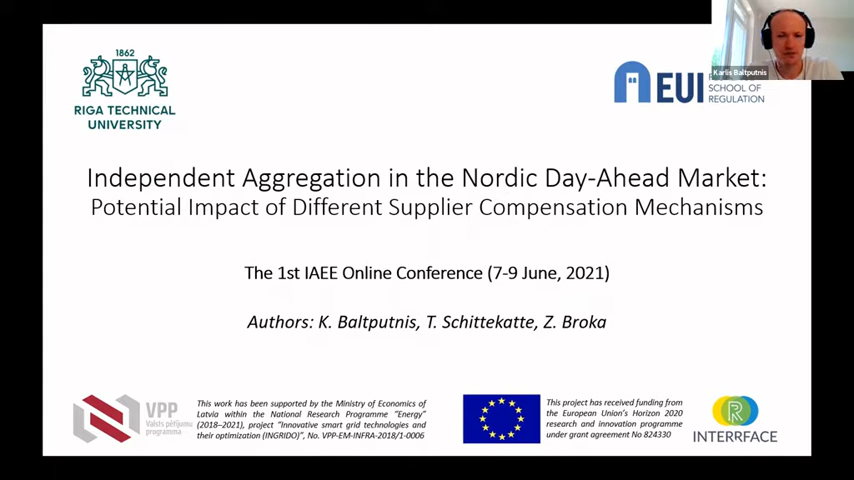 Karlis Baltputnis
1862
RIGA TECHNICAL
UNIVERSITY
EUI
SCHOOL OF
REGULATION
Independent Aggregation in the Nordic Day-Ahead Market:
Potential Impact of Different Supplier Compensation Mechanisms
The 1st IAEE Online Conference (7-9 June, 2021)
Authors: K. Baltputnis, T. Schittekatte, Z. Broka
VPP
Valsts pētījumu
programma
This work has been supported by the Ministry of Economics of
Latvia within the National Research Programme "Energy"
(2018–2021), project "Innovative smart grid technologies and
their optimization (INGRIDO)", No. VPP-EM-INFRA-2018/1-0006
This project has received funding from
the European Union's Horizon 2020
research and innovation programme
under grant agreement No 824330
INTERRFACE